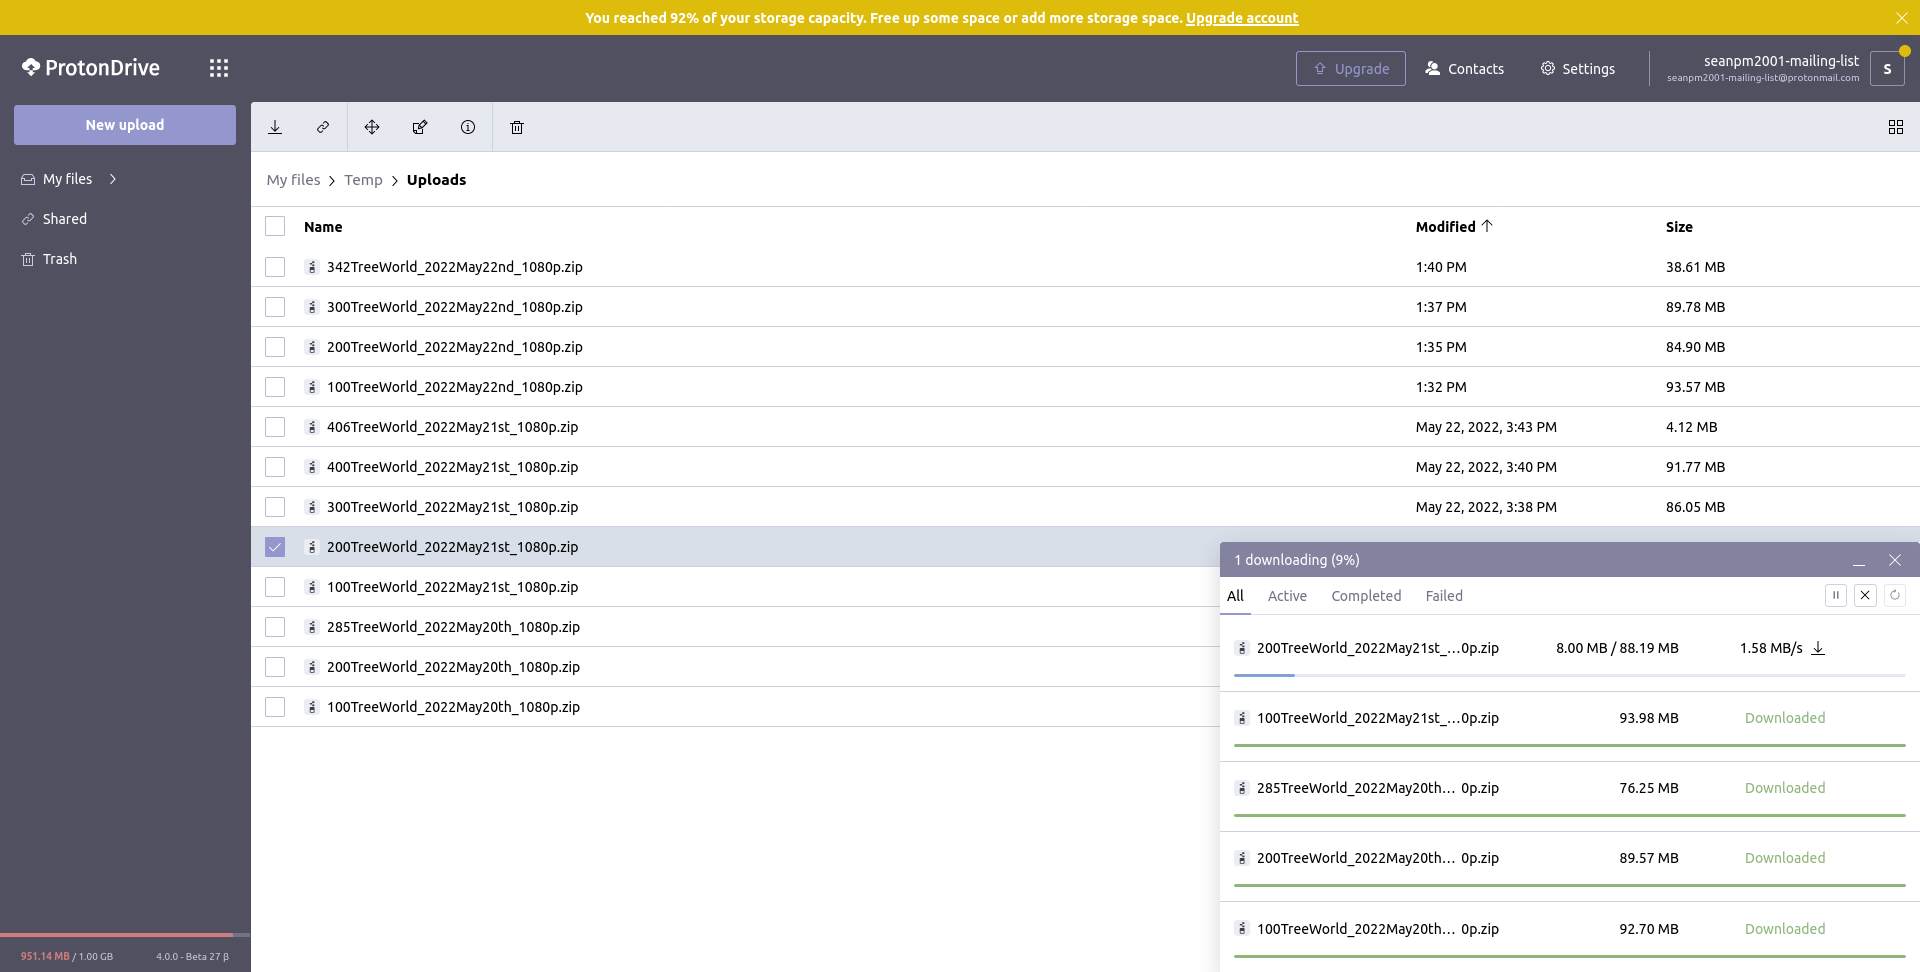 You reached 92% of your storage capacity. Free up some space or add more storage space. Upgrade account
ProtonDrive
Upgrade
Contacts
Settings
seanpm2001-mailing-list
seanpm2001-mailing-list@protonmail.com
S
New upload
My files
Shared
Trash
My files > Temp > Uploads
Name Modified Size
342TreeWorld_2022May22nd_1080p.zip 1:40 PM 38.61 MB
300TreeWorld_2022May22nd_1080p.zip 1:37 PM 89.78 MB
200TreeWorld_2022May22nd_1080p.zip 1:35 PM 84.90 MB
100TreeWorld_2022May22nd_1080p.zip 1:32 PM 93.57 MB
406TreeWorld_2022May21st_1080p.zip May 22, 2022, 3:43 PM 4.12 MB
400TreeWorld_2022May21st_1080p.zip May 22, 2022, 3:40 PM 91.77 MB
300TreeWorld_2022May21st_1080p.zip May 22, 2022, 3:38 PM 86.05 MB
200TreeWorld_2022May21st_1080p.zip
100TreeWorld_2022May21st_1080p.zip
285TreeWorld_2022May20th_1080p.zip
200TreeWorld_2022May20th_1080p.zip
100TreeWorld_2022May20th_1080p.zip
1 downloading (9%)
All Active Completed Failed
200TreeWorld_2022May21st_…0p.zip 8.00 MB / 88.19 MB 1.58 MB/s
100TreeWorld_2022May21st_…0p.zip 93.98 MB Downloaded
285TreeWorld_2022May20th… 0p.zip 76.25 MB Downloaded
200TreeWorld_2022May20th… 0p.zip 89.57 MB Downloaded
100TreeWorld_2022May20th… 0p.zip 92.70 MB Downloaded
951.14 MB / 1.00 GB 4.0.0 - Beta 27 β